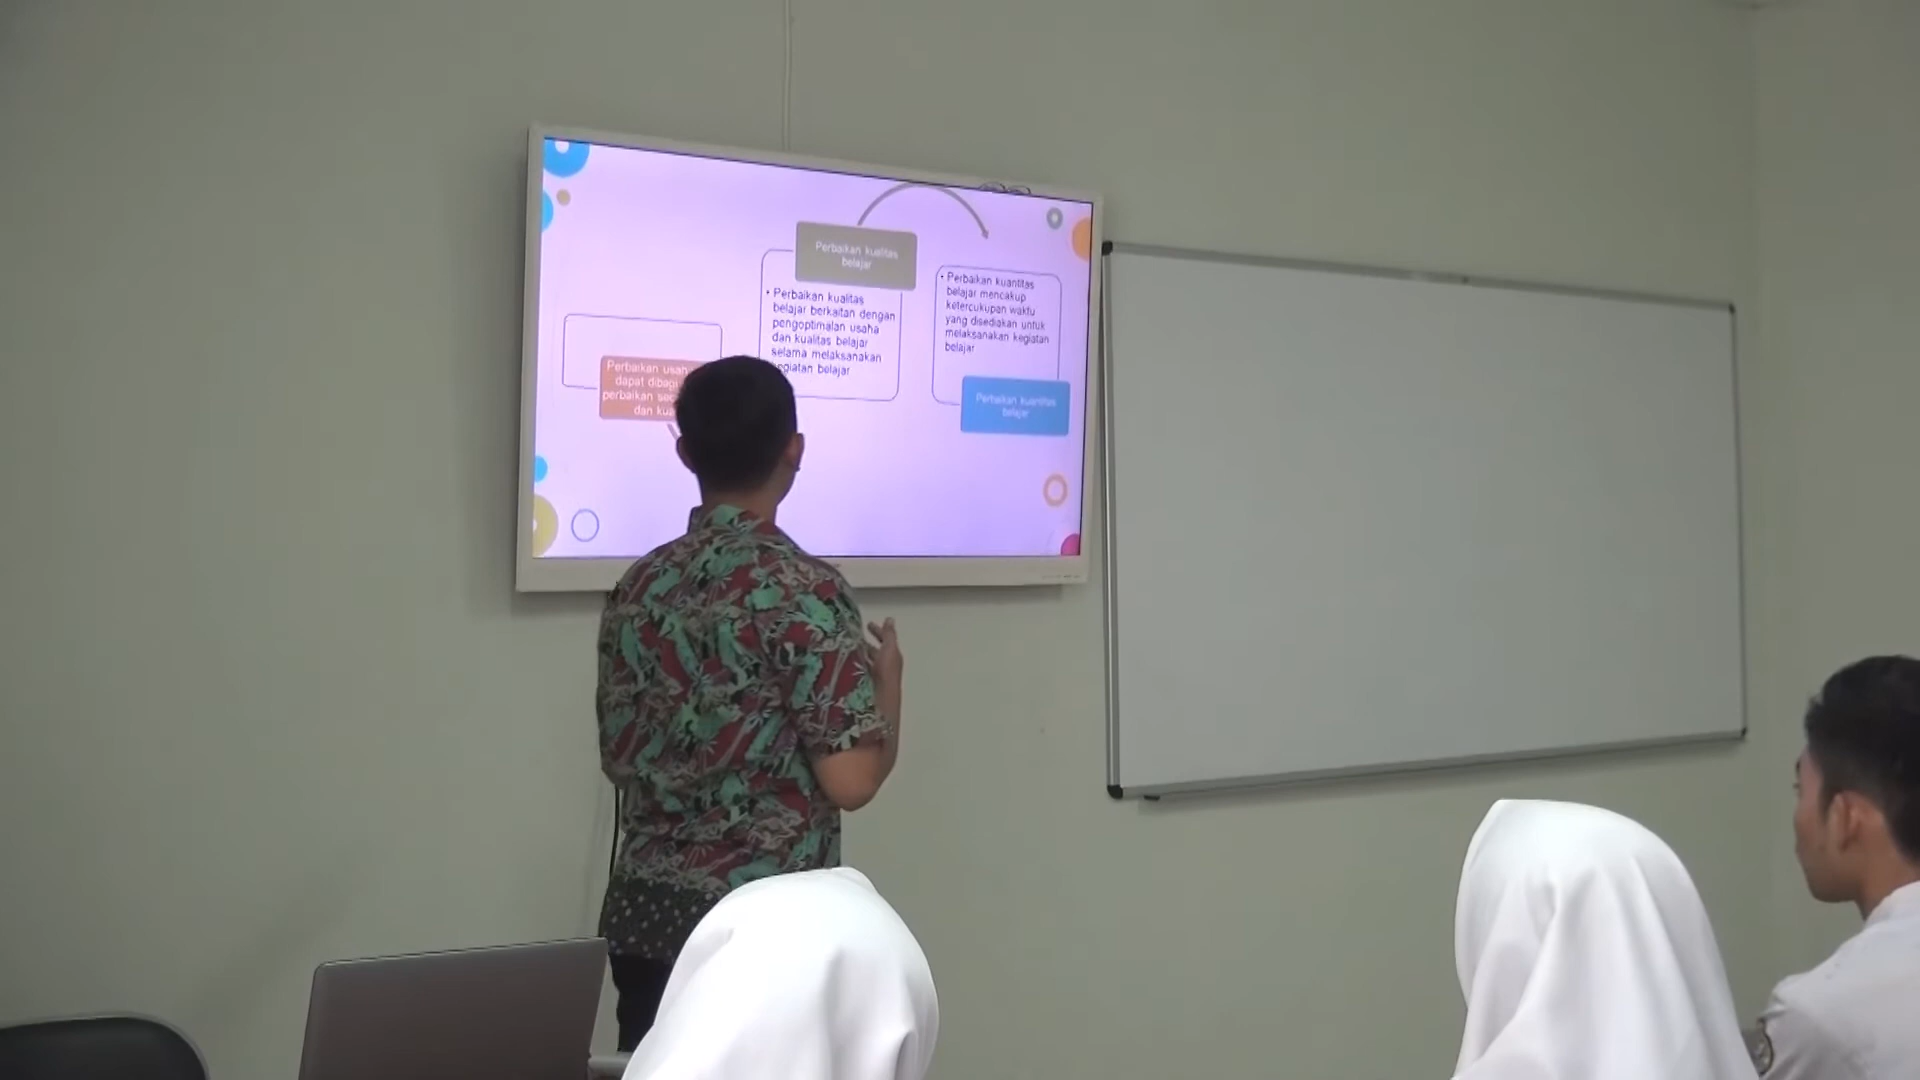 Perbaikan usaha
dapat dibagi
perbaikan
dan
Perbaikan kualitas
belajar
• Perbaikan kualitas
belajar berkaitan dengan
pengoptimalan usaha
dan kualitas belajar
selama melaksanakan
kegiatan belajar
• Perbaikan kuantitas
belajar mencakup
ketercukupan waktu
yang disediakan untuk
melaksanakan kegiatan
belajar
Perbaikan kuantitas
belajar